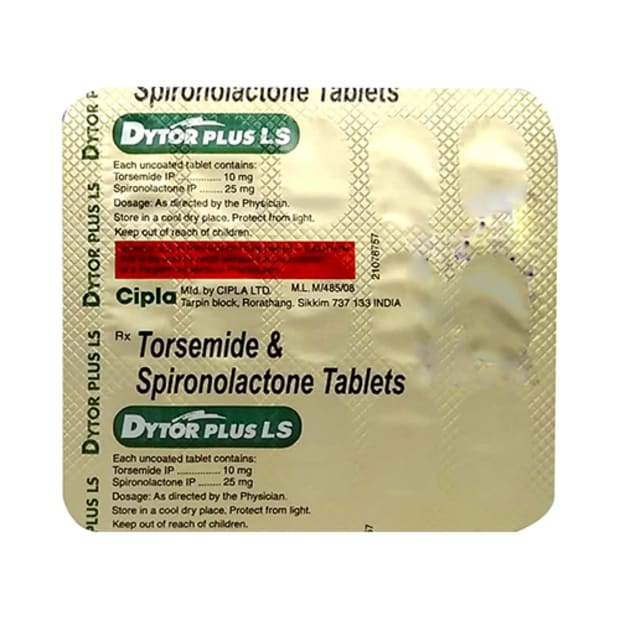 Spironolactone Tablets
DYTOR PLUS LS
Each uncoated tablet contains:
Torsemide IP ........ 10 mg
Spironolactone IP ........ 25 mg
Dosage: As directed by the Physician.
Store in a cool dry place. Protect from light.
Keep out of reach of children.
21078757
Cipla Mfd. by CIPLA LTD. M.L. M/485/08
Tarpin block, Rorathang. Sikkim 737 133 INDIA
Rx Torsemide &
Spironolactone Tablets
DYTOR PLUS LS
Each uncoated tablet contains:
Torsemide IP ............. 10 mg
Spironolactone IP ....... 25 mg
Dosage: As directed by the Physician.
Store in a cool dry place. Protect from light.
Keep out of reach of children.
57
DYTOR P
DYTOR PLUS LS
DYTOR PLUS LS
PLUS LS